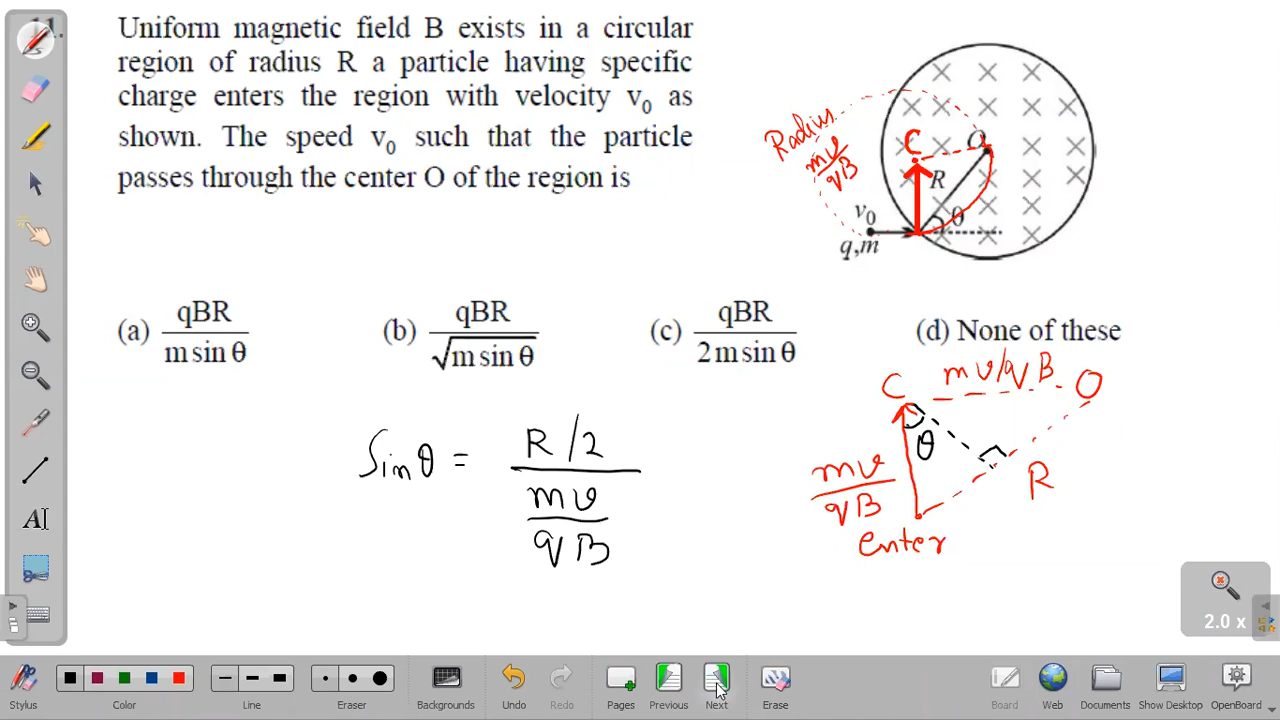 11.
Uniform magnetic field B exists in a circular
region of radius R a particle having specific
charge enters the region with velocity v₀ as
shown. The speed v₀ such that the particle
passes through the center O of the region is
Radius
mv/qB
C
O
R
θ
v₀
q,m
(a) qBR / m sin θ
(b) qBR / √m sin θ
(c) qBR / 2 m sin θ
(d) None of these
C mv/qB O
Sinθ = R/2 / mv/qB
θ
mv/qB
R
enter
AI
2.0 x
Stylus
Color
Line
Eraser
Backgrounds
Undo
Redo
Pages
Previous
Next
Erase
Board
Web
Documents
Show Desktop
OpenBoard